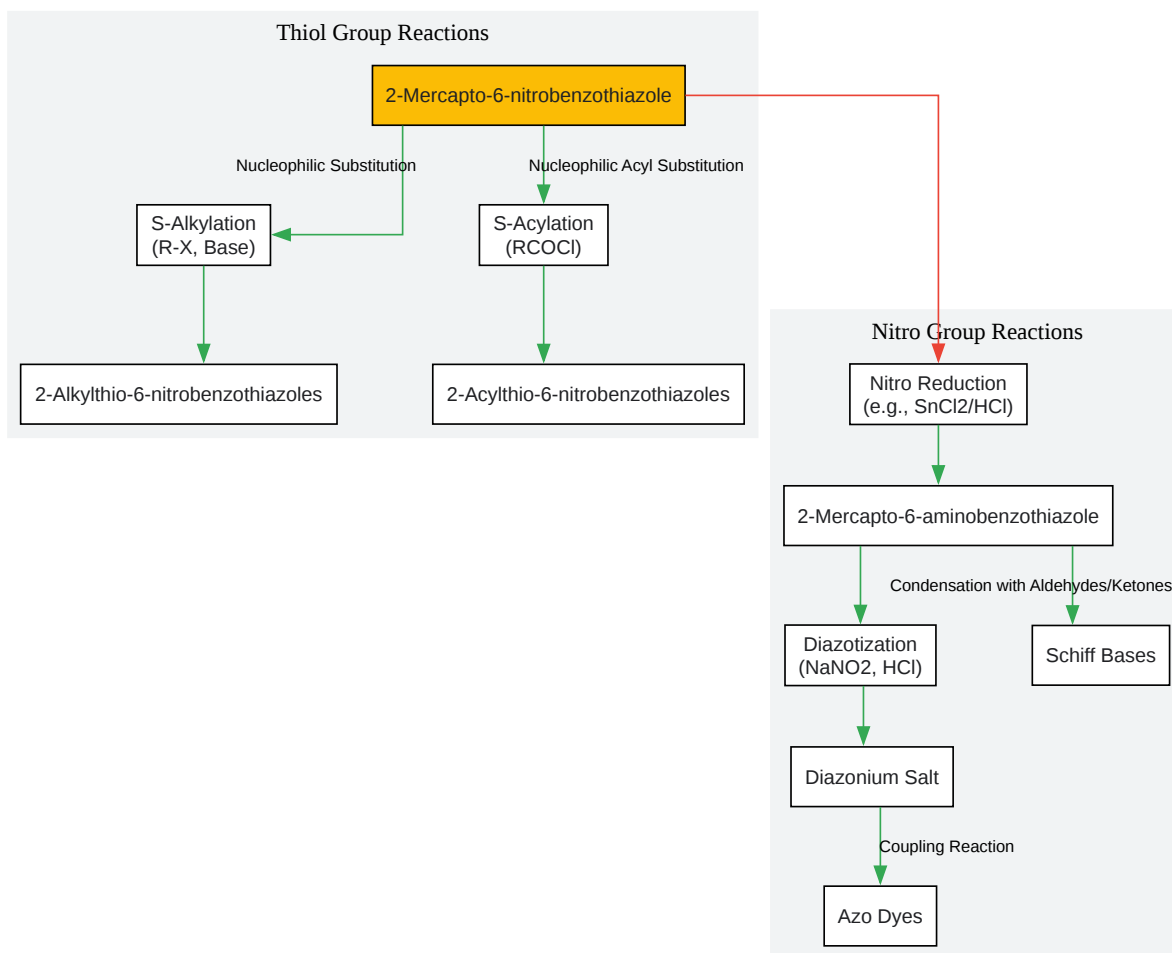 Thiol Group Reactions
2-Mercapto-6-nitrobenzothiazole
Nucleophilic Substitution
Nucleophilic Acyl Substitution
S-Alkylation
(R-X, Base)
S-Acylation
(RCOCl)
2-Alkylthio-6-nitrobenzothiazoles
2-Acylthio-6-nitrobenzothiazoles
Nitro Group Reactions
Nitro Reduction
(e.g., SnCl2/HCl)
2-Mercapto-6-aminobenzothiazole
Condensation with Aldehydes/Ketones
Diazotization
(NaNO2, HCl)
Schiff Bases
Diazonium Salt
Coupling Reaction
Azo Dyes